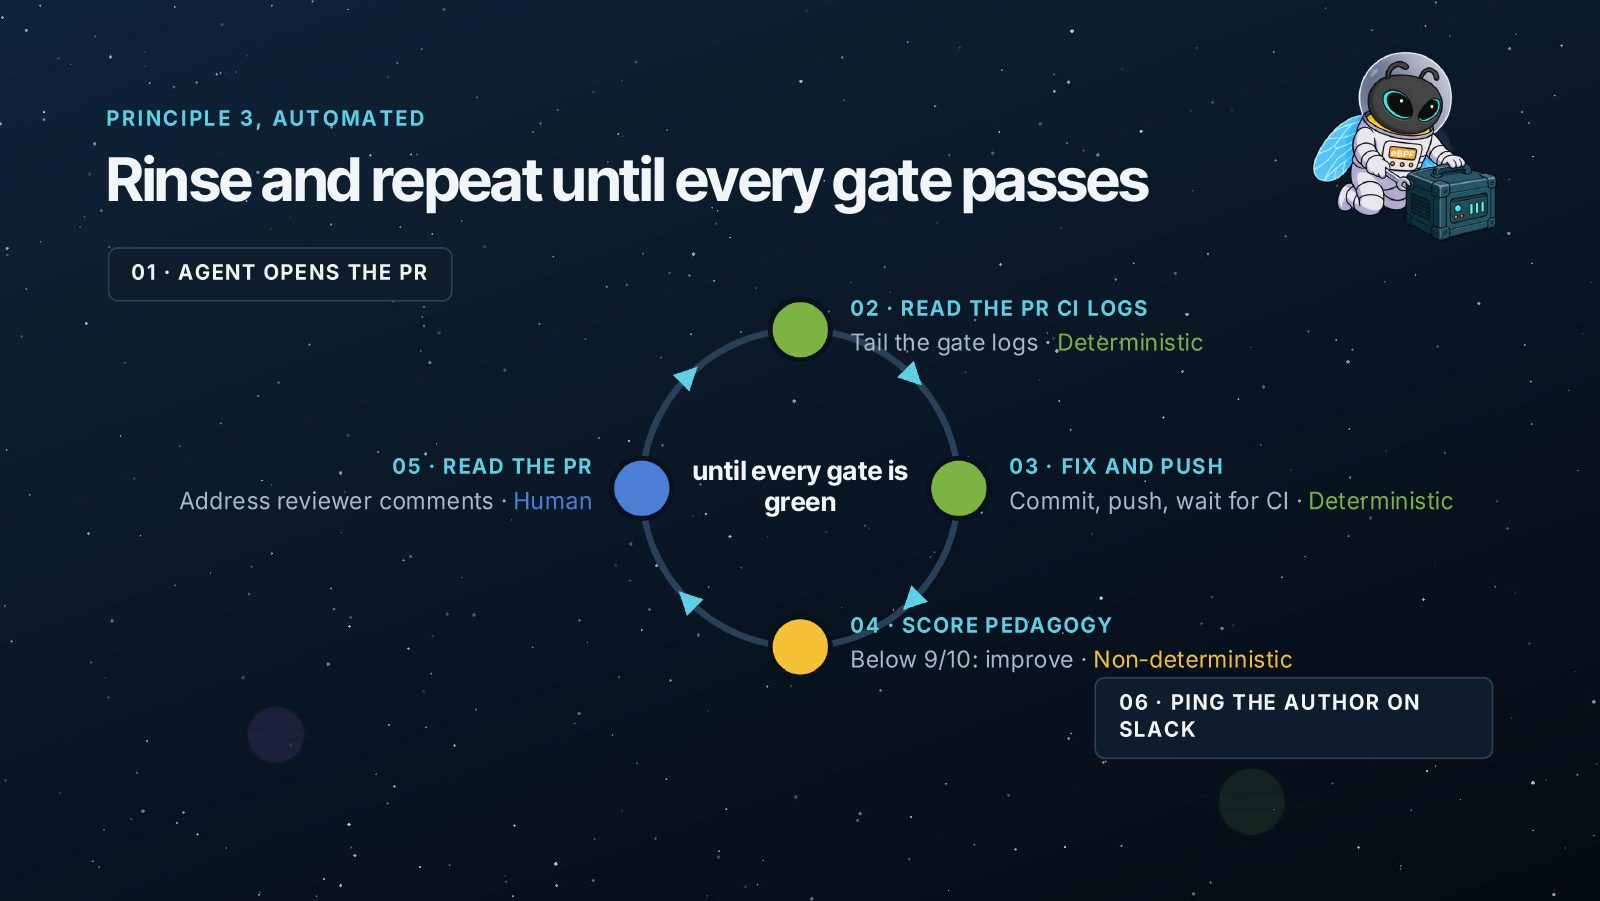 PRINCIPLE 3, AUTOMATED
Rinse and repeat until every gate passes
eBPF
01 · AGENT OPENS THE PR
02 · READ THE PR CI LOGS
Tail the gate logs · Deterministic
05 · READ THE PR
Address reviewer comments · Human
until every gate is
green
03 · FIX AND PUSH
Commit, push, wait for CI · Deterministic
04 · SCORE PEDAGOGY
Below 9/10: improve · Non-deterministic
06 · PING THE AUTHOR ON
SLACK